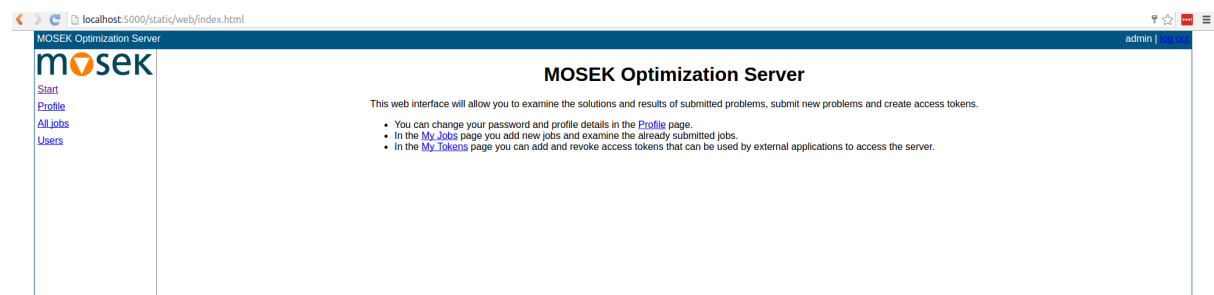 localhost:5000/static/web/index.html
MOSEK Optimization Server
admin | log out
mosek
Start
Profile
All jobs
Users
MOSEK Optimization Server
This web interface will allow you to examine the solutions and results of submitted problems, submit new problems and create access tokens.
• You can change your password and profile details in the Profile page.
• In the My Jobs page you add new jobs and examine the already submitted jobs.
• In the My Tokens page you can add and revoke access tokens that can be used by external applications to access the server.